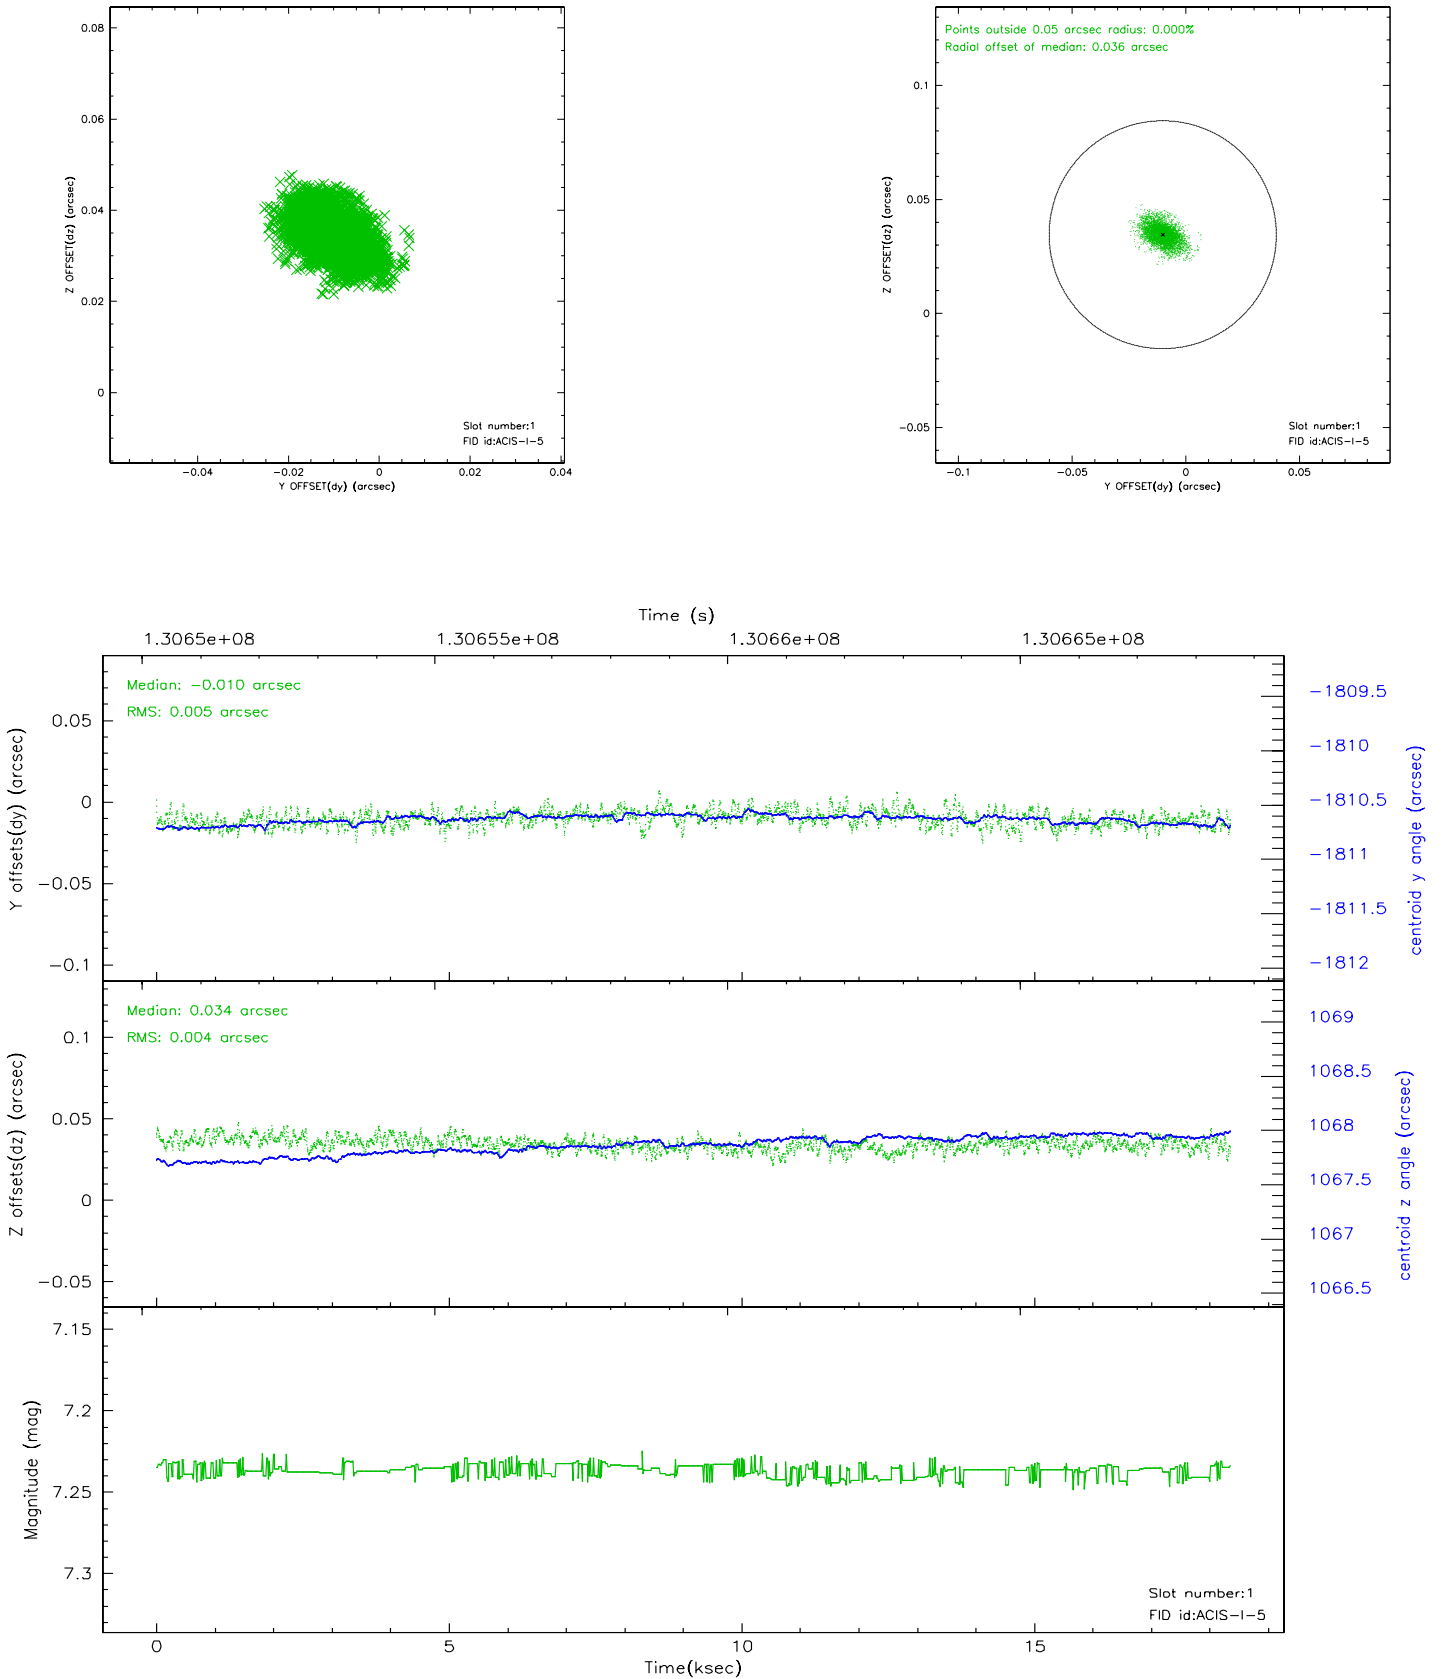 0.08
0.06
0.04
0.02
0
Z OFFSET(dz) (arcsec)
Slot number:1
FID id:ACIS-I-5
-0.04
-0.02
0
0.02
0.04
Y OFFSET(dy) (arcsec)
Points outside 0.05 arcsec radius: 0.000%
Radial offset of median: 0.036 arcsec
0.1
0.05
0
-0.05
Z OFFSET(dz) (arcsec)
Slot number:1
FID id:ACIS-I-5
-0.1
-0.05
0
0.05
Y OFFSET(dy) (arcsec)
Time (s)
1.3065e+08
1.30655e+08
1.3066e+08
1.30665e+08
Median: -0.010 arcsec
RMS: 0.005 arcsec
0.05
0
-0.05
-0.1
Y offsets(dy) (arcsec)
-1809.5
-1810
-1810.5
-1811
-1811.5
-1812
centroid y angle (arcsec)
Median: 0.034 arcsec
RMS: 0.004 arcsec
0.1
0.05
0
-0.05
Z offsets(dz) (arcsec)
1069
1068.5
1068
1067.5
1067
1066.5
centroid z angle (arcsec)
7.15
7.2
7.25
7.3
Magnitude (mag)
Slot number:1
FID id:ACIS-I-5
0
5
10
15
Time(ksec)